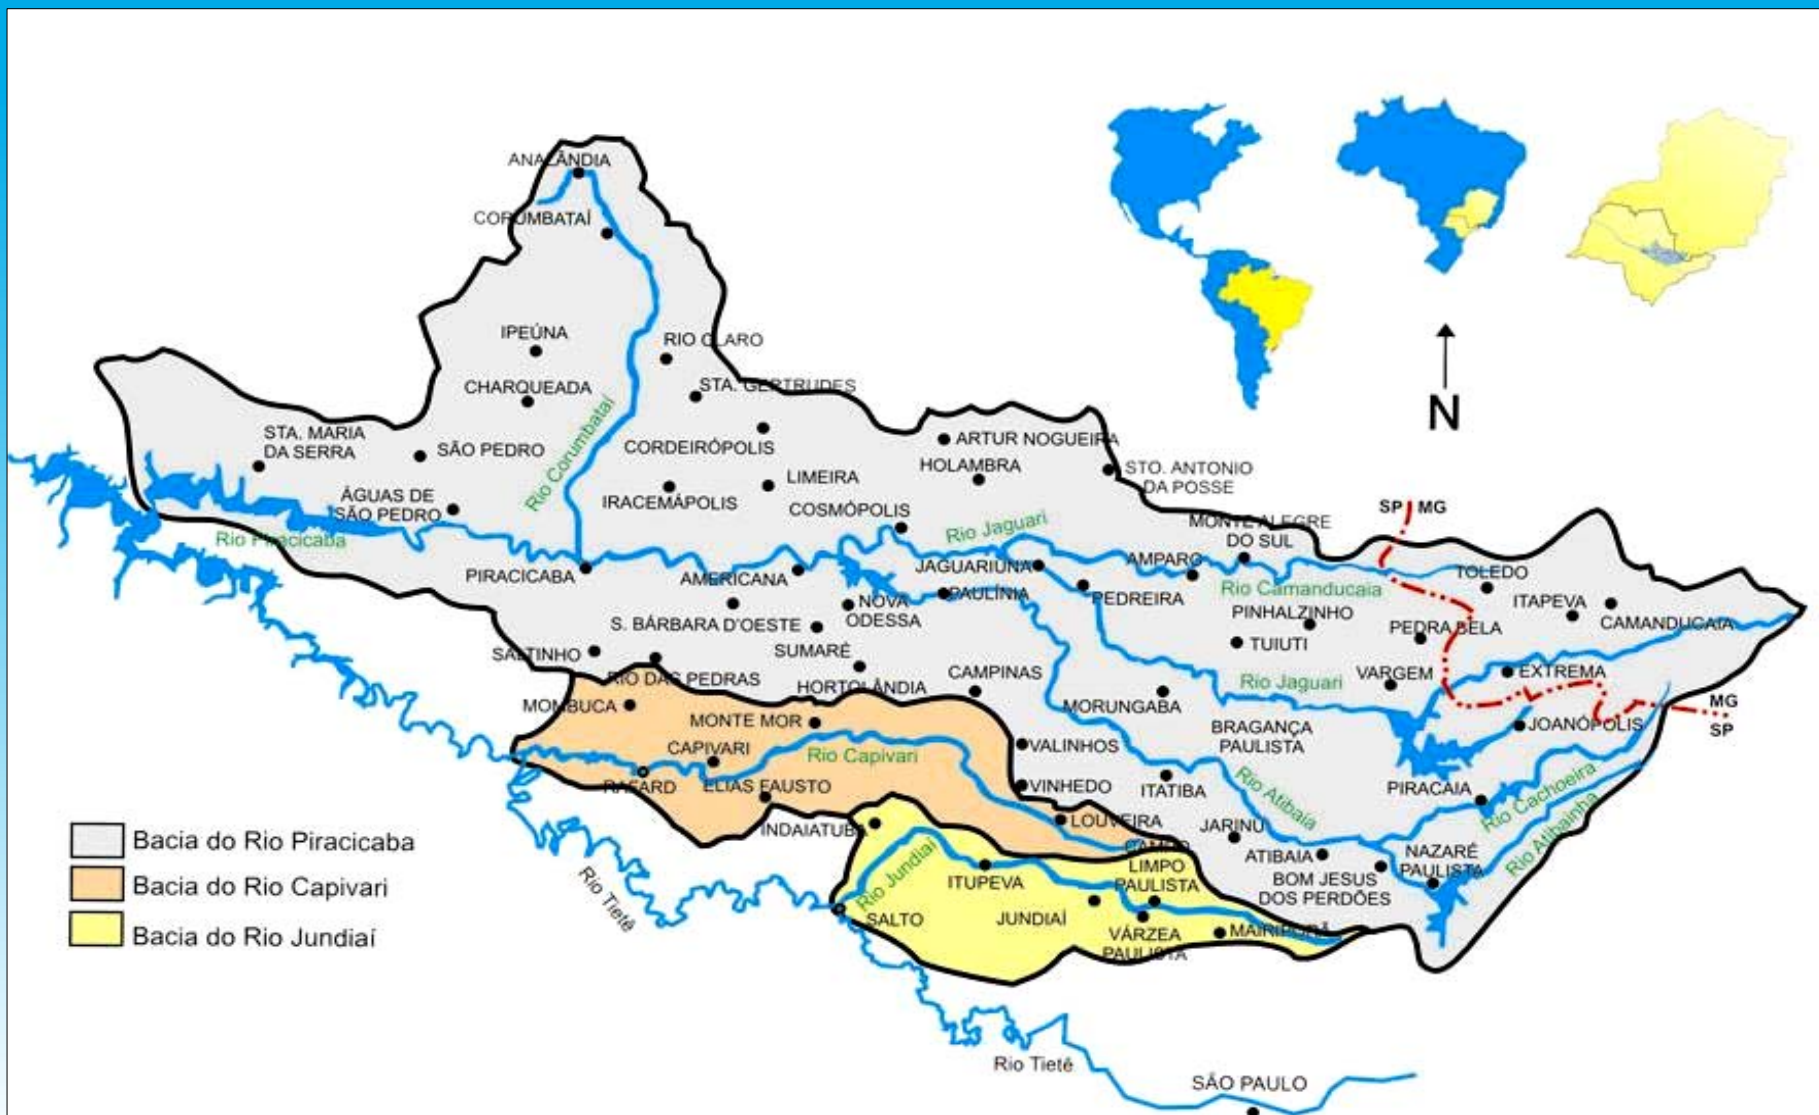 ANALÂNDIA
CORUMBATAÍ
IPEÚNA
RIO CLARO
CHARQUEADA
STA. GERTRUDES
STA. MARIA
DA SERRA
SÃO PEDRO
Rio Corumbataí
CORDEIRÓPOLIS
ARTUR NOGUEIRA
HOLAMBRA
STO. ANTONIO
DA POSSE
N
LIMEIRA
IRACEMÁPOLIS
ÁGUAS DE
SÃO PEDRO
COSMÓPOLIS
Rio Jaguari
MONTE ALEGRE
DO SUL
SP
MG
Rio Piracicaba
PIRACICABA
AMERICANA
JAGUARIÚNA
AMPARO
TOLEDO
PAULÍNIA
PEDREIRA
Rio Camanducaia
ITAPEVA
NOVA
ODESSA
PINHALZINHO
CAMANDUCAIA
S. BÁRBARA D'OESTE
PEDRA BELA
TUIUTI
SALTINHO
SUMARÉ
RIO DAS PEDRAS
HORTOLÂNDIA
CAMPINAS
VARGEM
EXTREMA
Rio Jaguari
MOMBUCA
MONTE MOR
MORUNGABA
MG
SP
JOANÓPOLIS
BRAGANÇA
PAULISTA
CAPIVARI
Rio Capivari
VALINHOS
RAFARD
ELIAS FAUSTO
VINHEDO
ITATIBA
Rio Atibaia
PIRACAIA
Rio Cachoeira
INDAIATUBA
LOUVEIRA
JARINU
Rio Atibainha
Bacia do Rio Piracicaba
Bacia do Rio Capivari
Bacia do Rio Jundiaí
Rio Tietê
Rio Jundiaí
CAMPO
LIMPO
PAULISTA
ATIBAIA
NAZARÉ
PAULISTA
BOM JESUS
DOS PERDÕES
ITUPEVA
SALTO
JUNDIAÍ
VÁRZEA
PAULISTA
MAIRIPORÃ
Rio Tietê
SÃO PAULO